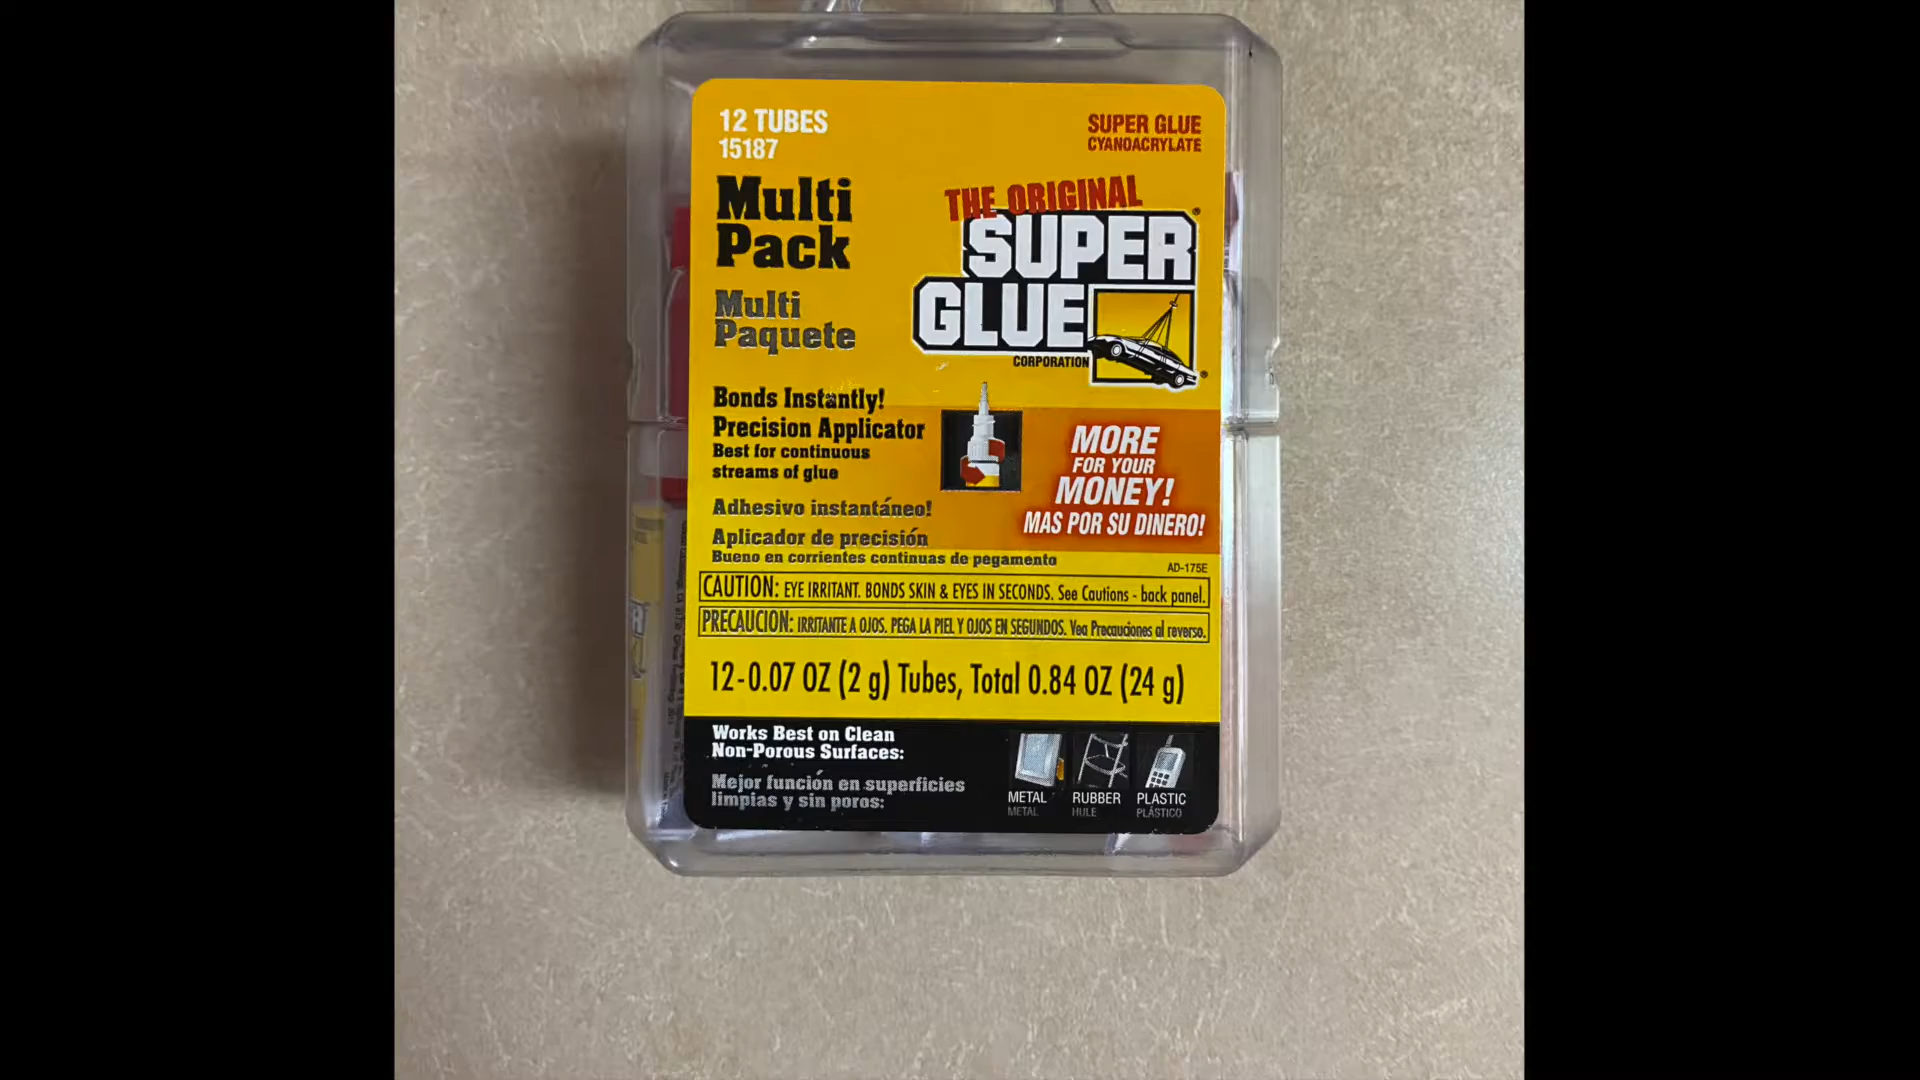 12 TUBES
15187
SUPER GLUE
CYANOACRYLATE
Multi
Pack
Multi
Paquete
THE ORIGINAL
SUPER
GLUE
CORPORATION
Bonds Instantly!
Precision Applicator
Best for continuous
streams of glue
Adhesivo instantáneo!
Aplicador de precisión
Bueno en corrientes continuas de pegamento
MORE
FOR YOUR
MONEY!
MAS POR SU DINERO!
AD-175E
CAUTION: EYE IRRITANT. BONDS SKIN & EYES IN SECONDS. See Cautions - back panel.
PRECAUCION: IRRITANTE A OJOS. PEGA LA PIEL Y OJOS EN SEGUNDOS. Vea Precauciones al reverso.
12-0.07 OZ (2 g) Tubes, Total 0.84 OZ (24 g)
Works Best on Clean
Non-Porous Surfaces:
Mejor función en superficies
limpias y sin poros:
METAL RUBBER PLASTIC
METAL HULE PLÁSTICO